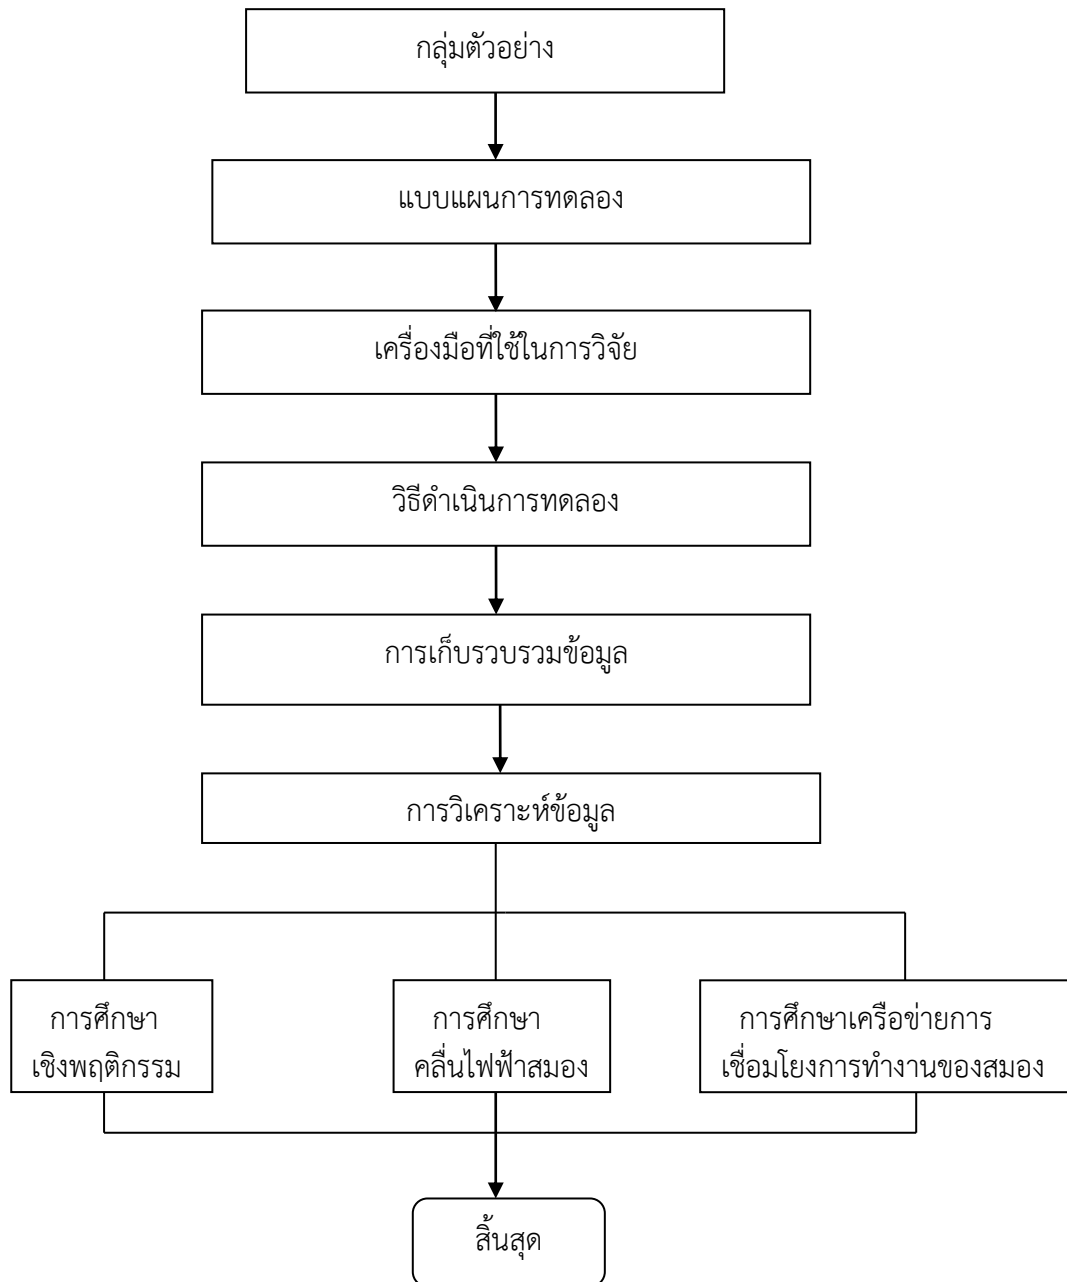 กลุ่มตัวอย่าง
แบบแผนการทดลอง
เครื่องมือที่ใช้ในการวิจัย
วิธีดำเนินการทดลอง
การเก็บรวบรวมข้อมูล
การวิเคราะห์ข้อมูล
การศึกษา
เชิงพฤติกรรม
การศึกษา
คลื่นไฟฟ้าสมอง
การศึกษาเครือข่ายการ
เชื่อมโยงการทำงานของสมอง
สิ้นสุด